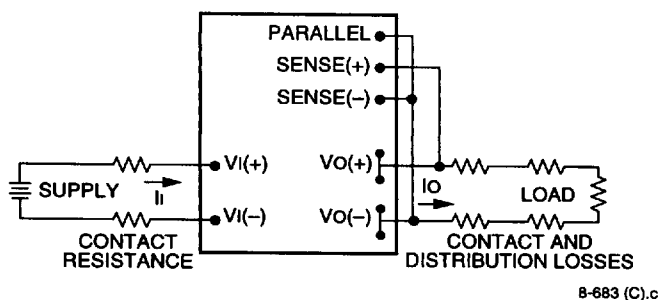 PARALLEL
SENSE(+)
SENSE(–)
VI(+)
VO(+)
SUPPLY
II
IO
LOAD
VI(–)
VO(–)
CONTACT
RESISTANCE
CONTACT AND
DISTRIBUTION LOSSES
8-683 (C).c